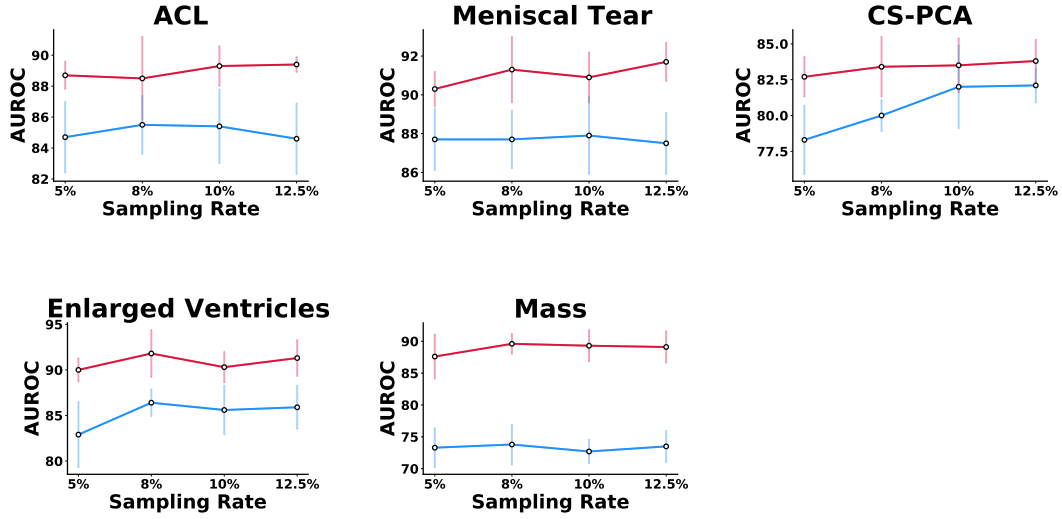 ACL
AUROC
90
88
86
84
82
5% 8% 10% 12.5%
Sampling Rate
Meniscal Tear
AUROC
92
90
88
86
5% 8% 10% 12.5%
Sampling Rate
CS-PCA
AUROC
85.0
82.5
80.0
77.5
5% 8% 10% 12.5%
Sampling Rate
Enlarged Ventricles
AUROC
95
90
85
80
5% 8% 10% 12.5%
Sampling Rate
Mass
AUROC
90
85
80
75
70
5% 8% 10% 12.5%
Sampling Rate